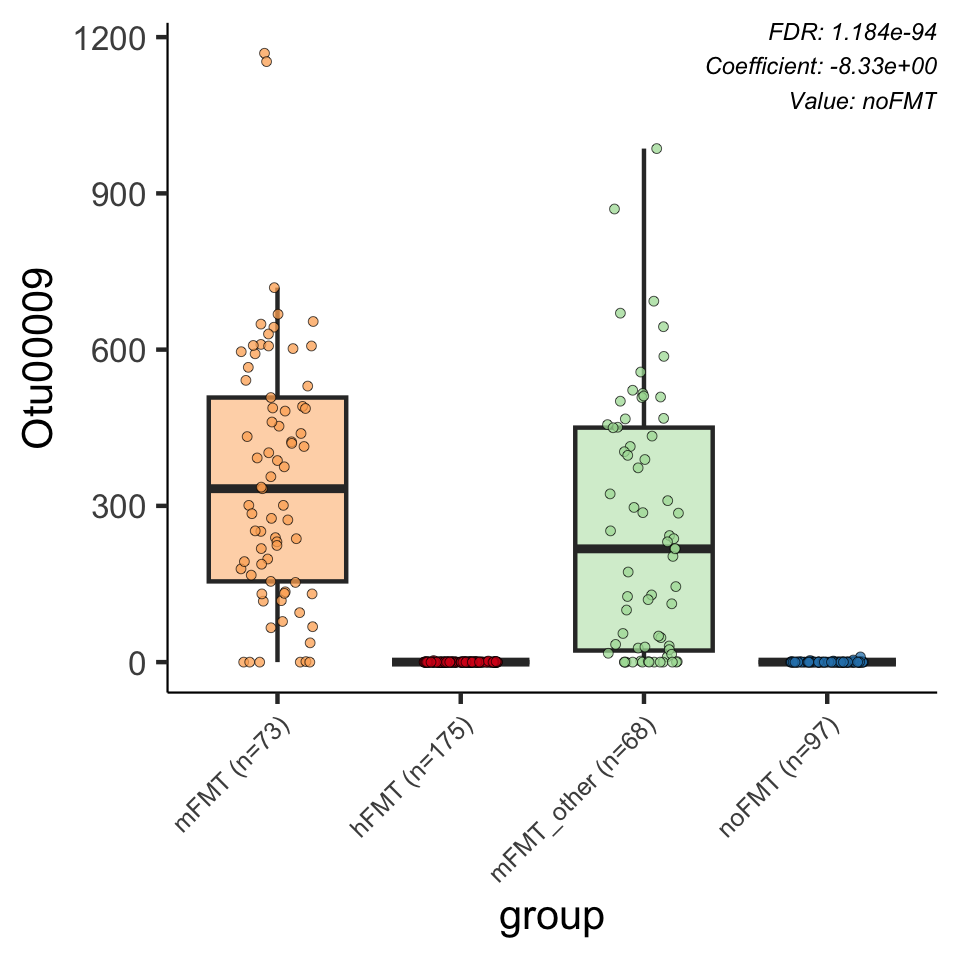 FDR: 1.184e-94
Coefficient: -8.33e+00
Value: noFMT
Otu00009
1200
900
600
300
0
mFMT (n=73)
hFMT (n=175)
mFMT_other (n=68)
noFMT (n=97)
group